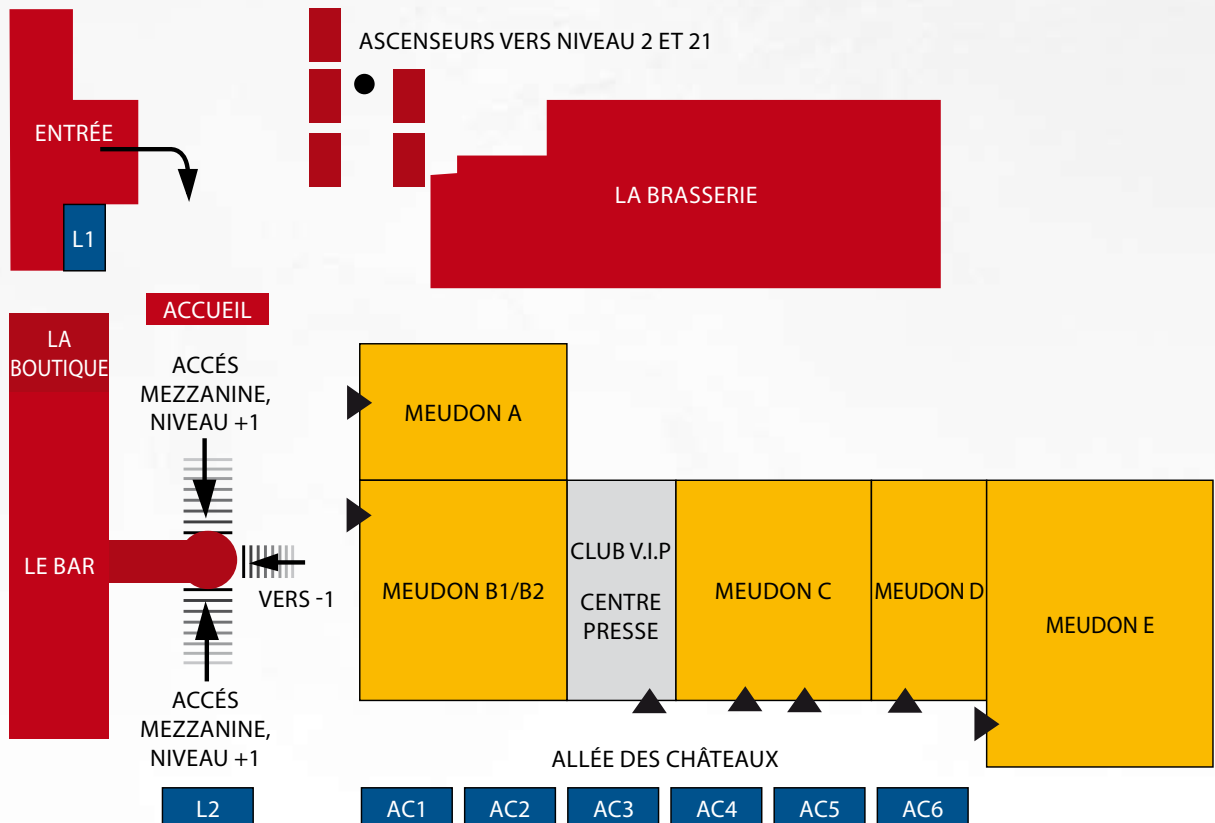 ASCENSEURS VERS NIVEAU 2 ET 21
ENTRÉE
LA BRASSERIE
L1
ACCUEIL
LA
BOUTIQUE
ACCÉS
MEZZANINE,
NIVEAU +1
MEUDON A
LE BAR
VERS -1
MEUDON B1/B2
CLUB V.I.P
CENTRE
PRESSE
MEUDON C
MEUDON D
MEUDON E
ACCÉS
MEZZANINE,
NIVEAU +1
ALLÉE DES CHÂTEAUX
L2
AC1
AC2
AC3
AC4
AC5
AC6